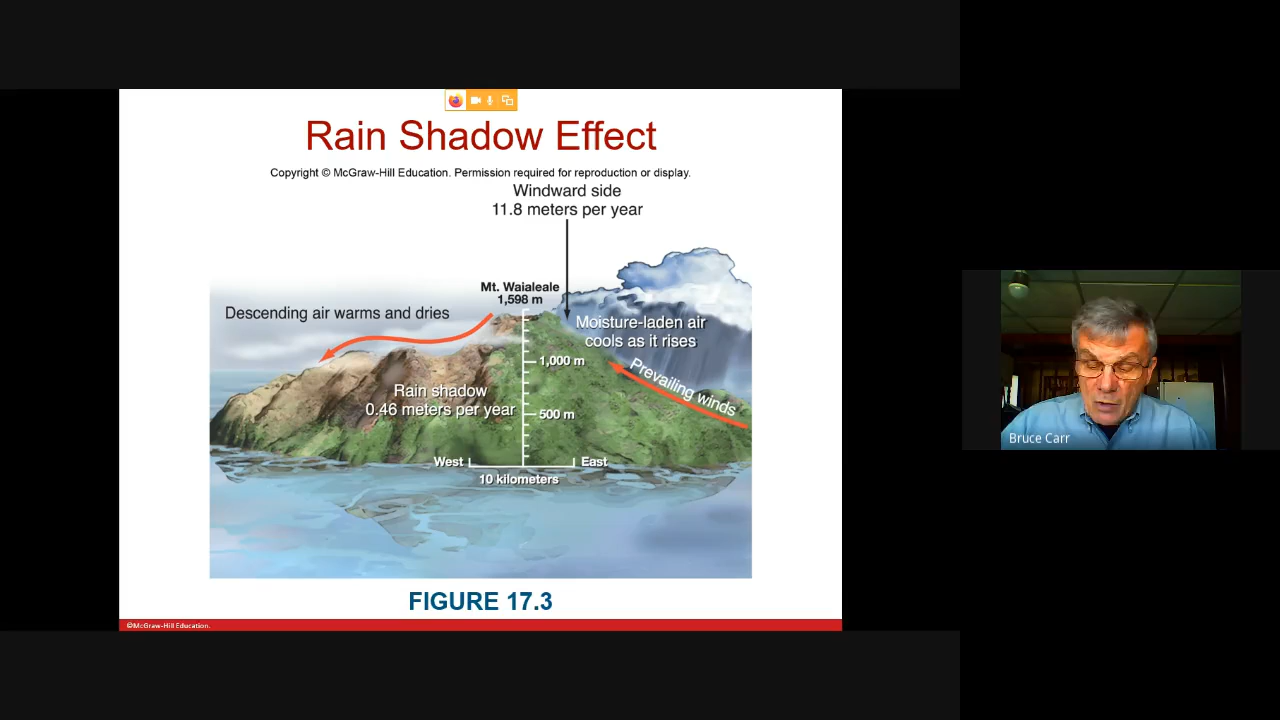 Rain Shadow Effect
Copyright © McGraw-Hill Education. Permission required for reproduction or display.
Windward side
11.8 meters per year
Mt. Waialeale
1,598 m
Descending air warms and dries
Moisture-laden air
cools as it rises
1,000 m
Prevailing winds
Rain shadow
0.46 meters per year
500 m
West
East
10 kilometers
FIGURE 17.3
©McGraw-Hill Education.
Bruce Carr